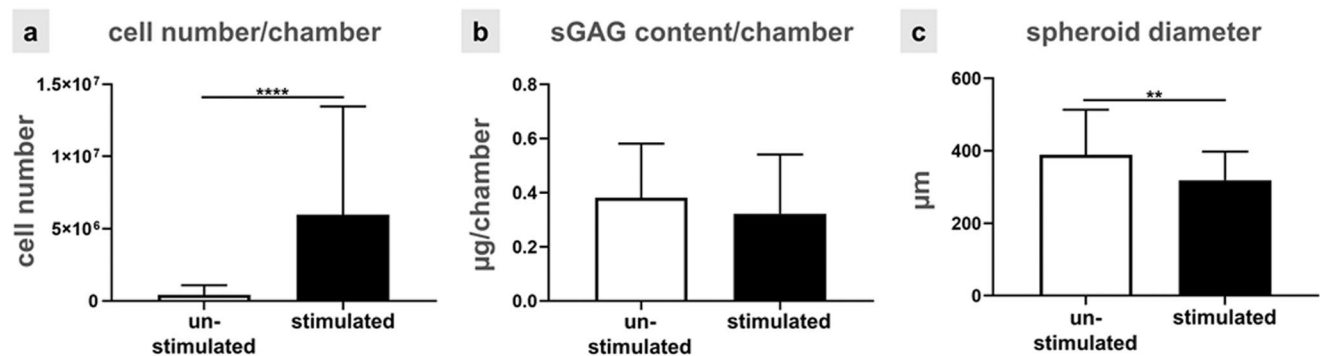 a cell number/chamber
cell number
1.5×10⁷
1×10⁷
5×10⁶
0
****
un-
stimulated
stimulated
b sGAG content/chamber
µg/chamber
0.8
0.6
0.4
0.2
0.0
un-
stimulated
stimulated
c spheroid diameter
µm
600
400
200
0
**
un-
stimulated
stimulated